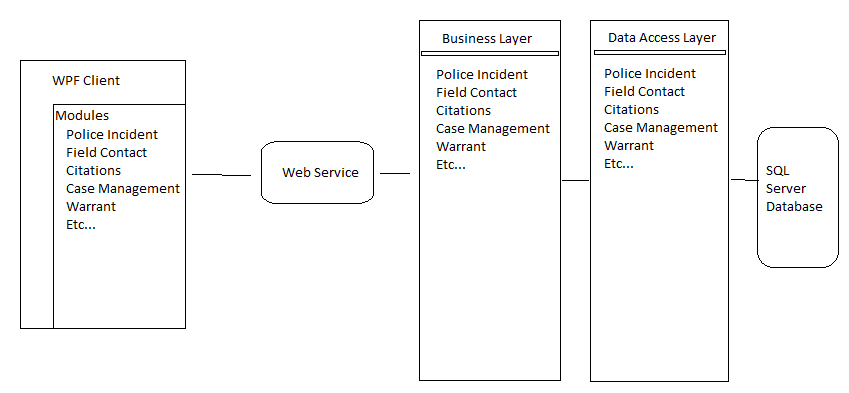 WPF Client
Modules
Police Incident
Field Contact
Citations
Case Management
Warrant
Etc...
Web Service
Business Layer
Police Incident
Field Contact
Citations
Case Management
Warrant
Etc...
Data Access Layer
Police Incident
Field Contact
Citations
Case Management
Warrant
Etc...
SQL
Server
Database